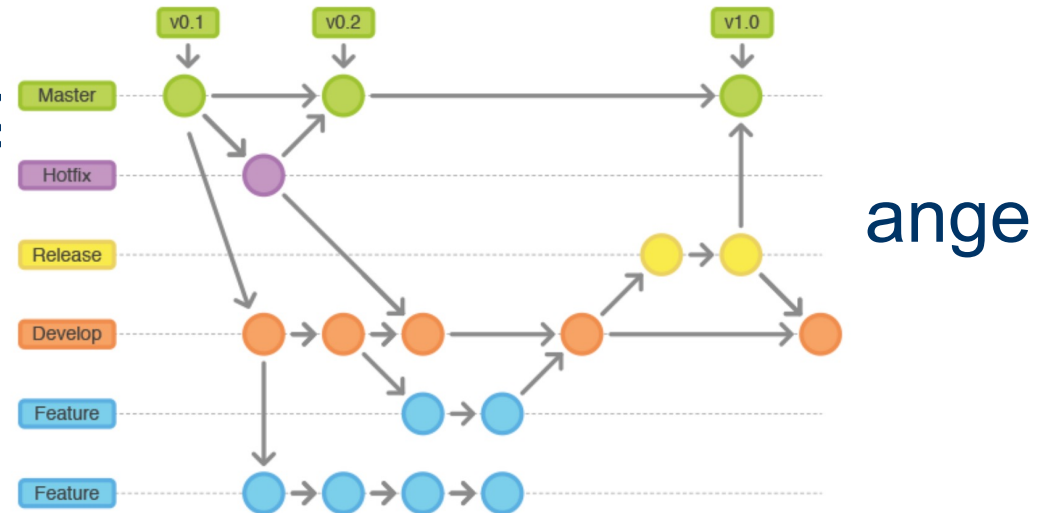 v0.1
v0.2
v1.0
Master
Hotfix
ange
Release
Develop
Feature
Feature